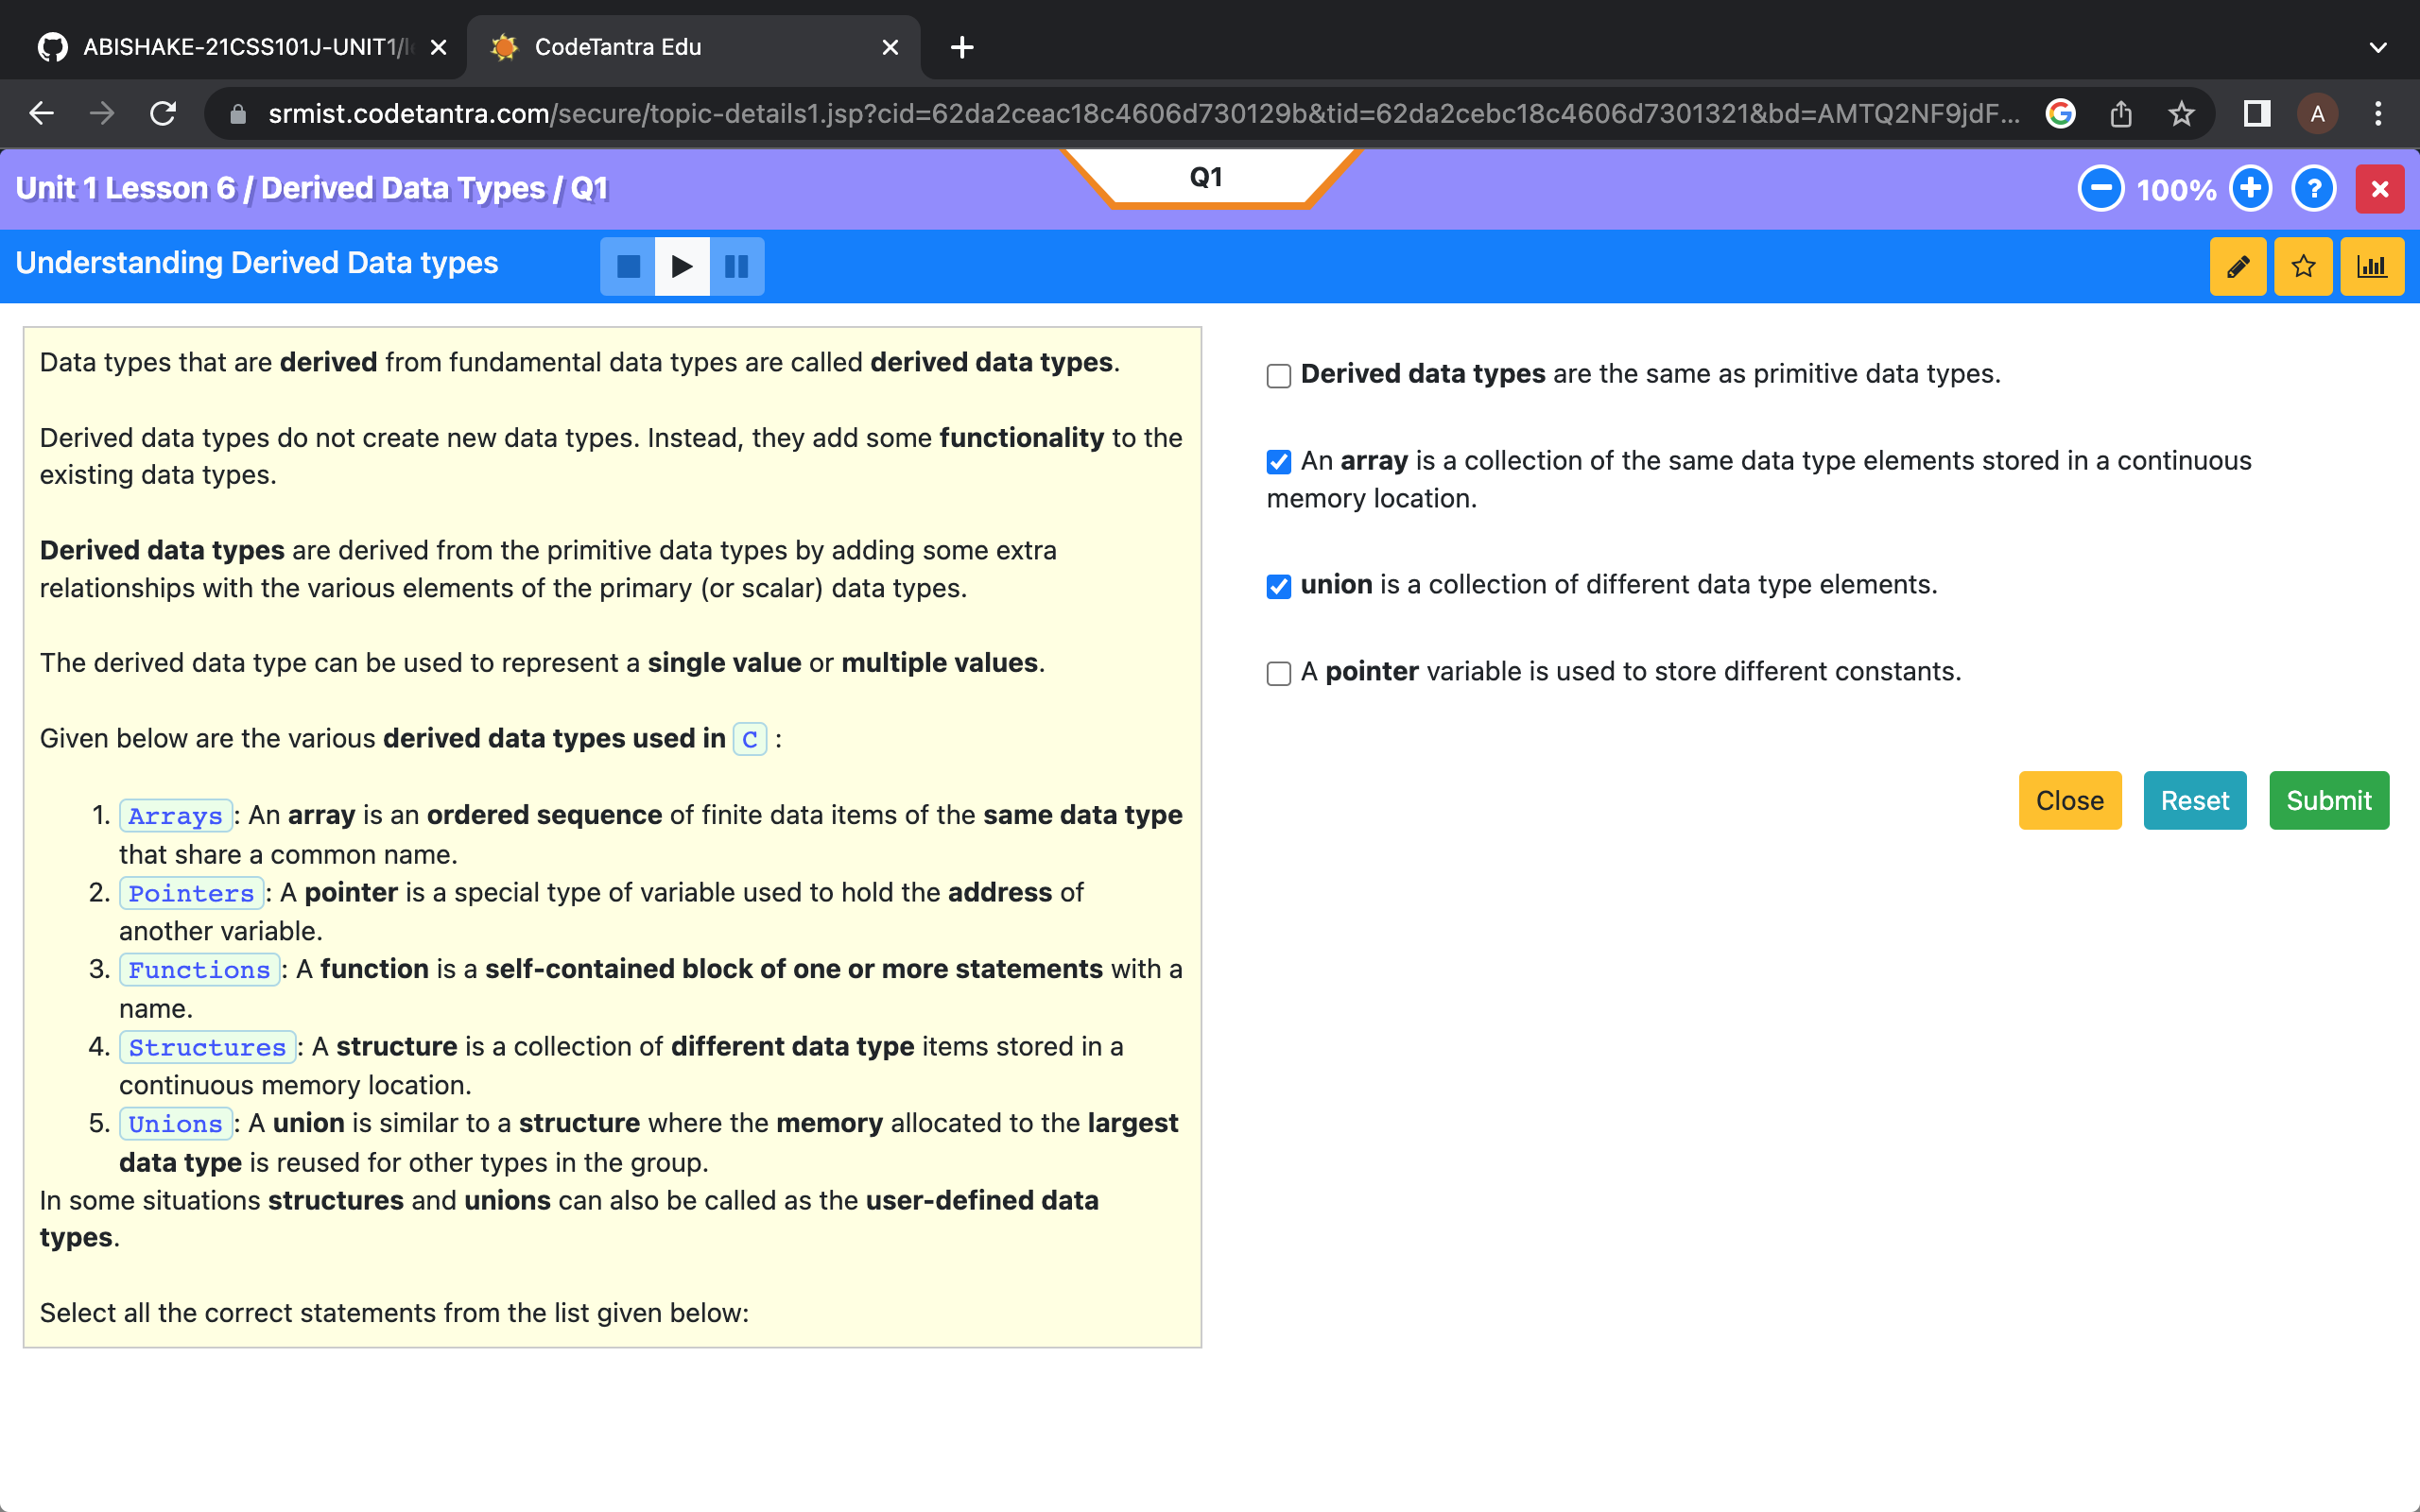 ABISHAKE-21CSS101J-UNIT1/l
CodeTantra Edu
srmist.codetantra.com/secure/topic-details1.jsp?cid=62da2ceac18c4606d730129b&tid=62da2cebc18c4606d7301321&bd=AMTQ2NF9jdF...
A
Unit 1 Lesson 6 / Derived Data Types / Q1
Q1
100%
Understanding Derived Data types
Data types that are derived from fundamental data types are called derived data types.
Derived data types do not create new data types. Instead, they add some functionality to the
existing data types.
Derived data types are derived from the primitive data types by adding some extra
relationships with the various elements of the primary (or scalar) data types.
The derived data type can be used to represent a single value or multiple values.
Given below are the various derived data types used in C :
1. Arrays: An array is an ordered sequence of finite data items of the same data type
that share a common name.
2. Pointers: A pointer is a special type of variable used to hold the address of
another variable.
3. Functions: A function is a self-contained block of one or more statements with a
name.
4. Structures: A structure is a collection of different data type items stored in a
continuous memory location.
5. Unions: A union is similar to a structure where the memory allocated to the largest
data type is reused for other types in the group.
In some situations structures and unions can also be called as the user-defined data
types.
Select all the correct statements from the list given below:
Derived data types are the same as primitive data types.
An array is a collection of the same data type elements stored in a continuous
memory location.
union is a collection of different data type elements.
A pointer variable is used to store different constants.
Close
Reset
Submit